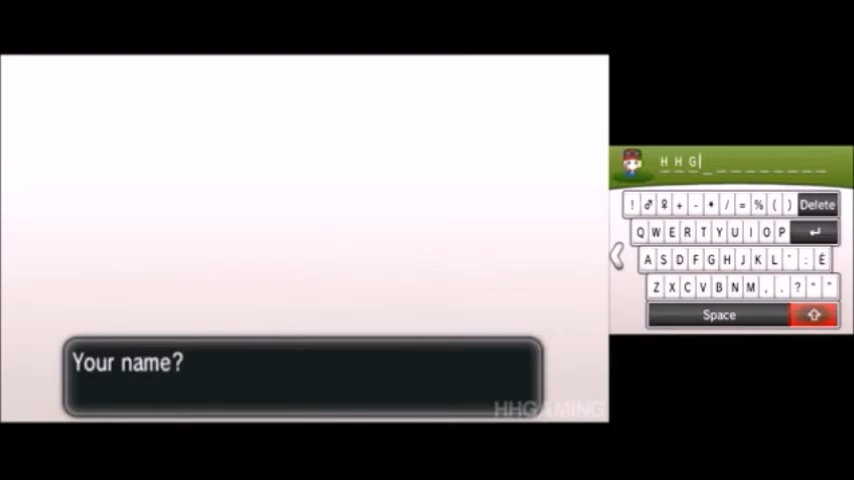 H H G
! ♂ ♀ + - • / = % ( ) Delete
Q W E R T Y U I O P ↵
A S D F G H J K L ' : É
Z X C V B N M , . ? “ ”
Space
Your name?
HHGAMING